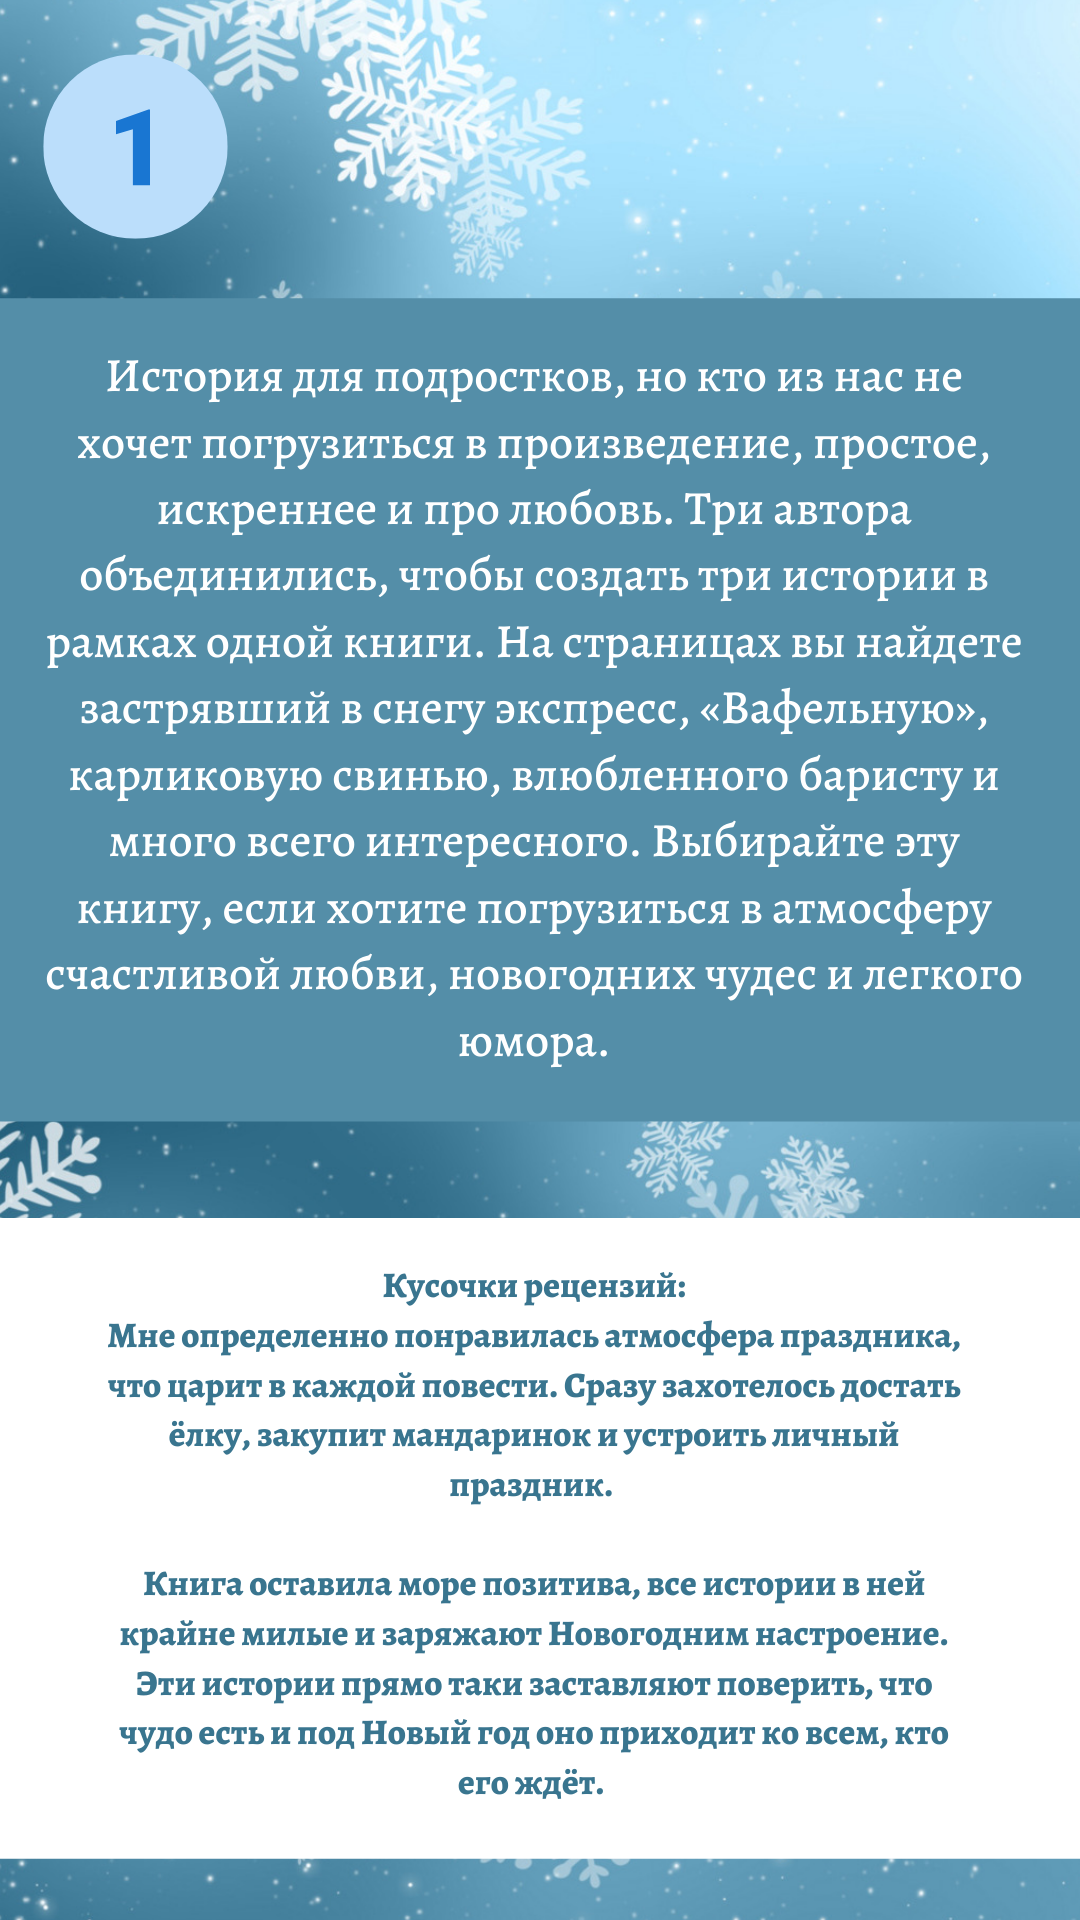 1
История для подростков, но кто из нас не
хочет погрузиться в произведение, простое,
искреннее и про любовь. Три автора
объединились, чтобы создать три истории в
рамках одной книги. На страницах вы найдете
застрявший в снегу экспресс, «Вафельную»,
карликовую свинью, влюбленного баристу и
много всего интересного. Выбирайте эту
книгу, если хотите погрузиться в атмосферу
счастливой любви, новогодних чудес и легкого
юмора.
Кусочки рецензий:
Мне определенно понравилась атмосфера праздника,
что царит в каждой повести. Сразу захотелось достать
ёлку, закупит мандаринок и устроить личный
праздник.
Книга оставила море позитива, все истории в ней
крайне милые и заряжают Новогодним настроение.
Эти истории прямо таки заставляют поверить, что
чудо есть и под Новый год оно приходит ко всем, кто
его ждёт.